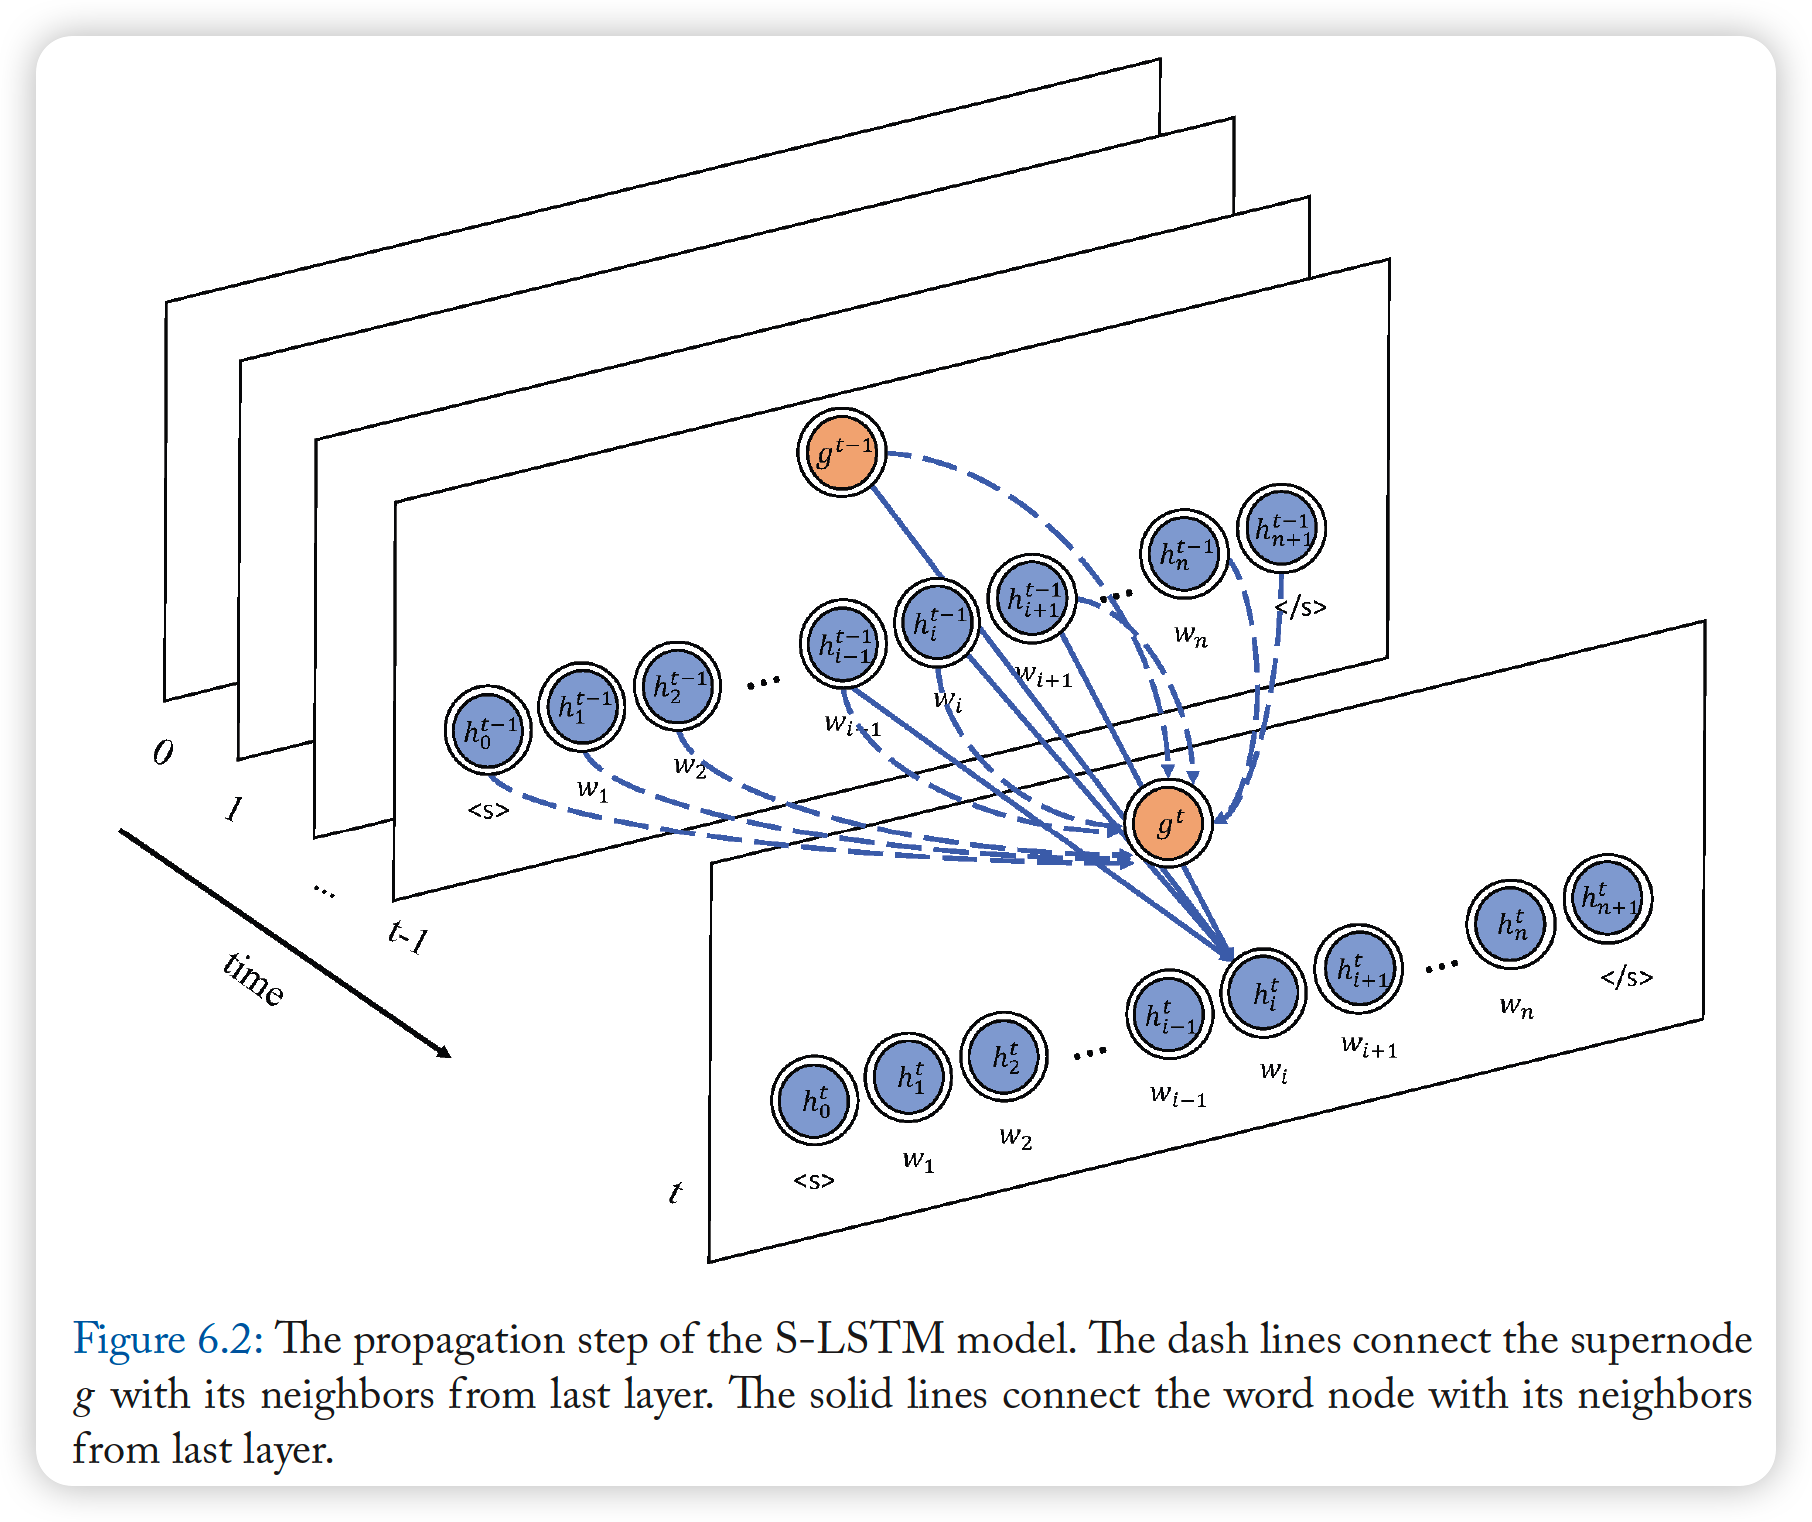 g^{t-1}
h_0^{t-1} h_1^{t-1} h_2^{t-1} ... h_{i-1}^{t-1} h_i^{t-1} h_{i+1}^{t-1} ... h_n^{t-1} h_{n+1}^{t-1}
<s> w_1 w_2 w_{i-1} w_i w_{i+1} w_n </s>
0
1
...
t-1
time
g^t
h_0^t h_1^t h_2^t ... h_{i-1}^t h_i^t h_{i+1}^t ... h_n^t h_{n+1}^t
<s> w_1 w_2 w_{i-1} w_i w_{i+1} w_n </s>
t
Figure 6.2: The propagation step of the S-LSTM model. The dash lines connect the supernode
g with its neighbors from last layer. The solid lines connect the word node with its neighbors
from last layer.